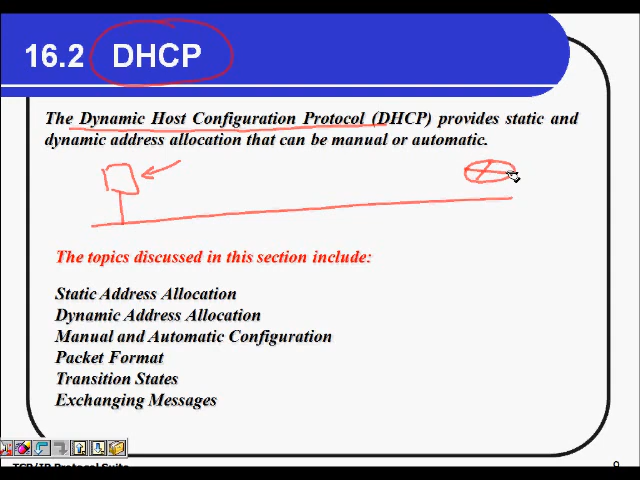 16.2 DHCP
The Dynamic Host Configuration Protocol (DHCP) provides static and
dynamic address allocation that can be manual or automatic.
The topics discussed in this section include:
Static Address Allocation
Dynamic Address Allocation
Manual and Automatic Configuration
Packet Format
Transition States
Exchanging Messages
TCP/IP Protocol Suite
9